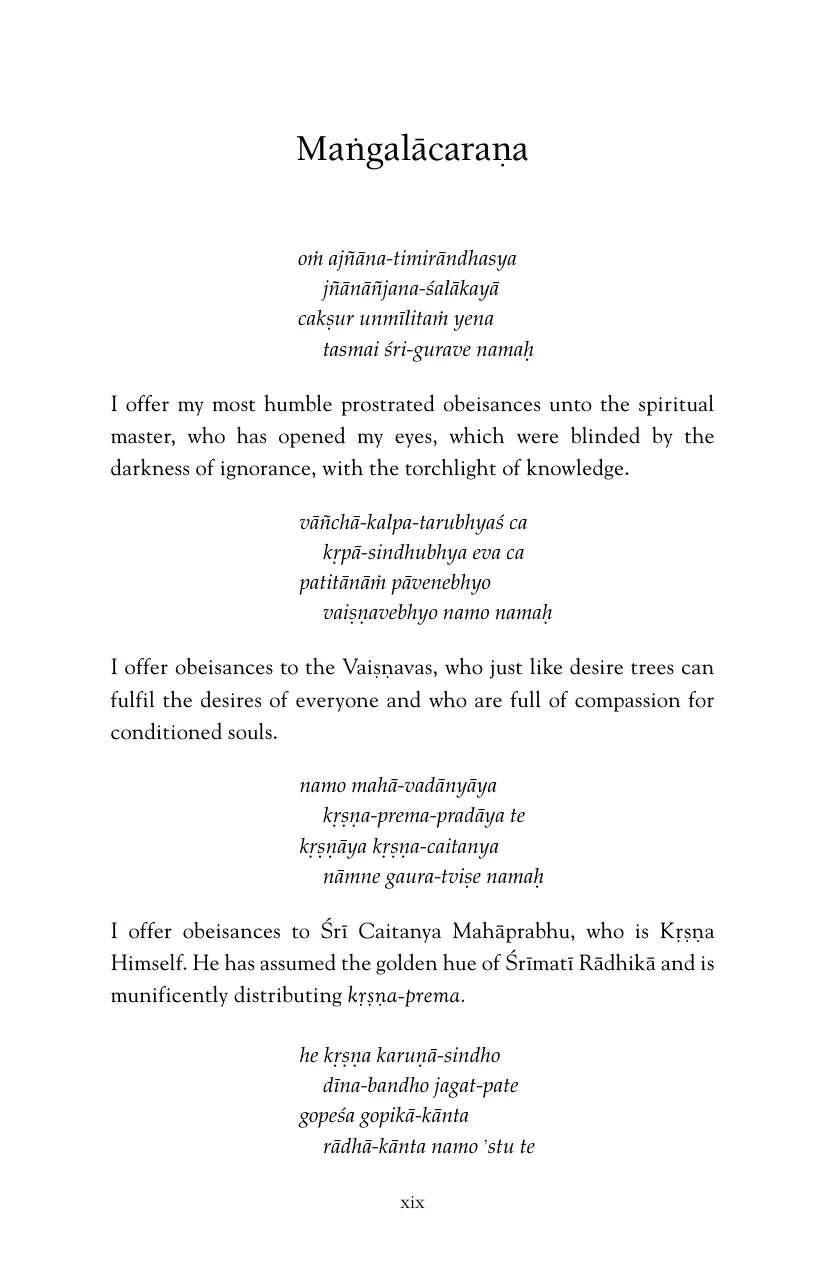 Maṅgalācaraṇa
oṁ ajñāna-timirāndhasya
jñānāñjana-śalākayā
cakṣur unmīlitaṁ yena
tasmai śri-gurave namaḥ
I offer my most humble prostrated obeisances unto the spiritual
master, who has opened my eyes, which were blinded by the
darkness of ignorance, with the torchlight of knowledge.
vāñchā-kalpa-tarubhyaś ca
kṛpā-sindhubhya eva ca
patitānāṁ pāvenebhyo
vaiṣṇavebhyo namo namaḥ
I offer obeisances to the Vaiṣṇavas, who just like desire trees can
fulfil the desires of everyone and who are full of compassion for
conditioned souls.
namo mahā-vadānyāya
kṛṣṇa-prema-pradāya te
kṛṣṇāya kṛṣṇa-caitanya
nāmne gaura-tviṣe namaḥ
I offer obeisances to Śrī Caitanya Mahāprabhu, who is Kṛṣṇa
Himself. He has assumed the golden hue of Śrīmatī Rādhikā and is
munificently distributing kṛṣṇa-prema.
he kṛṣṇa karuṇā-sindho
dīna-bandho jagat-pate
gopeśa gopikā-kānta
rādhā-kānta namo ’stu te
xix